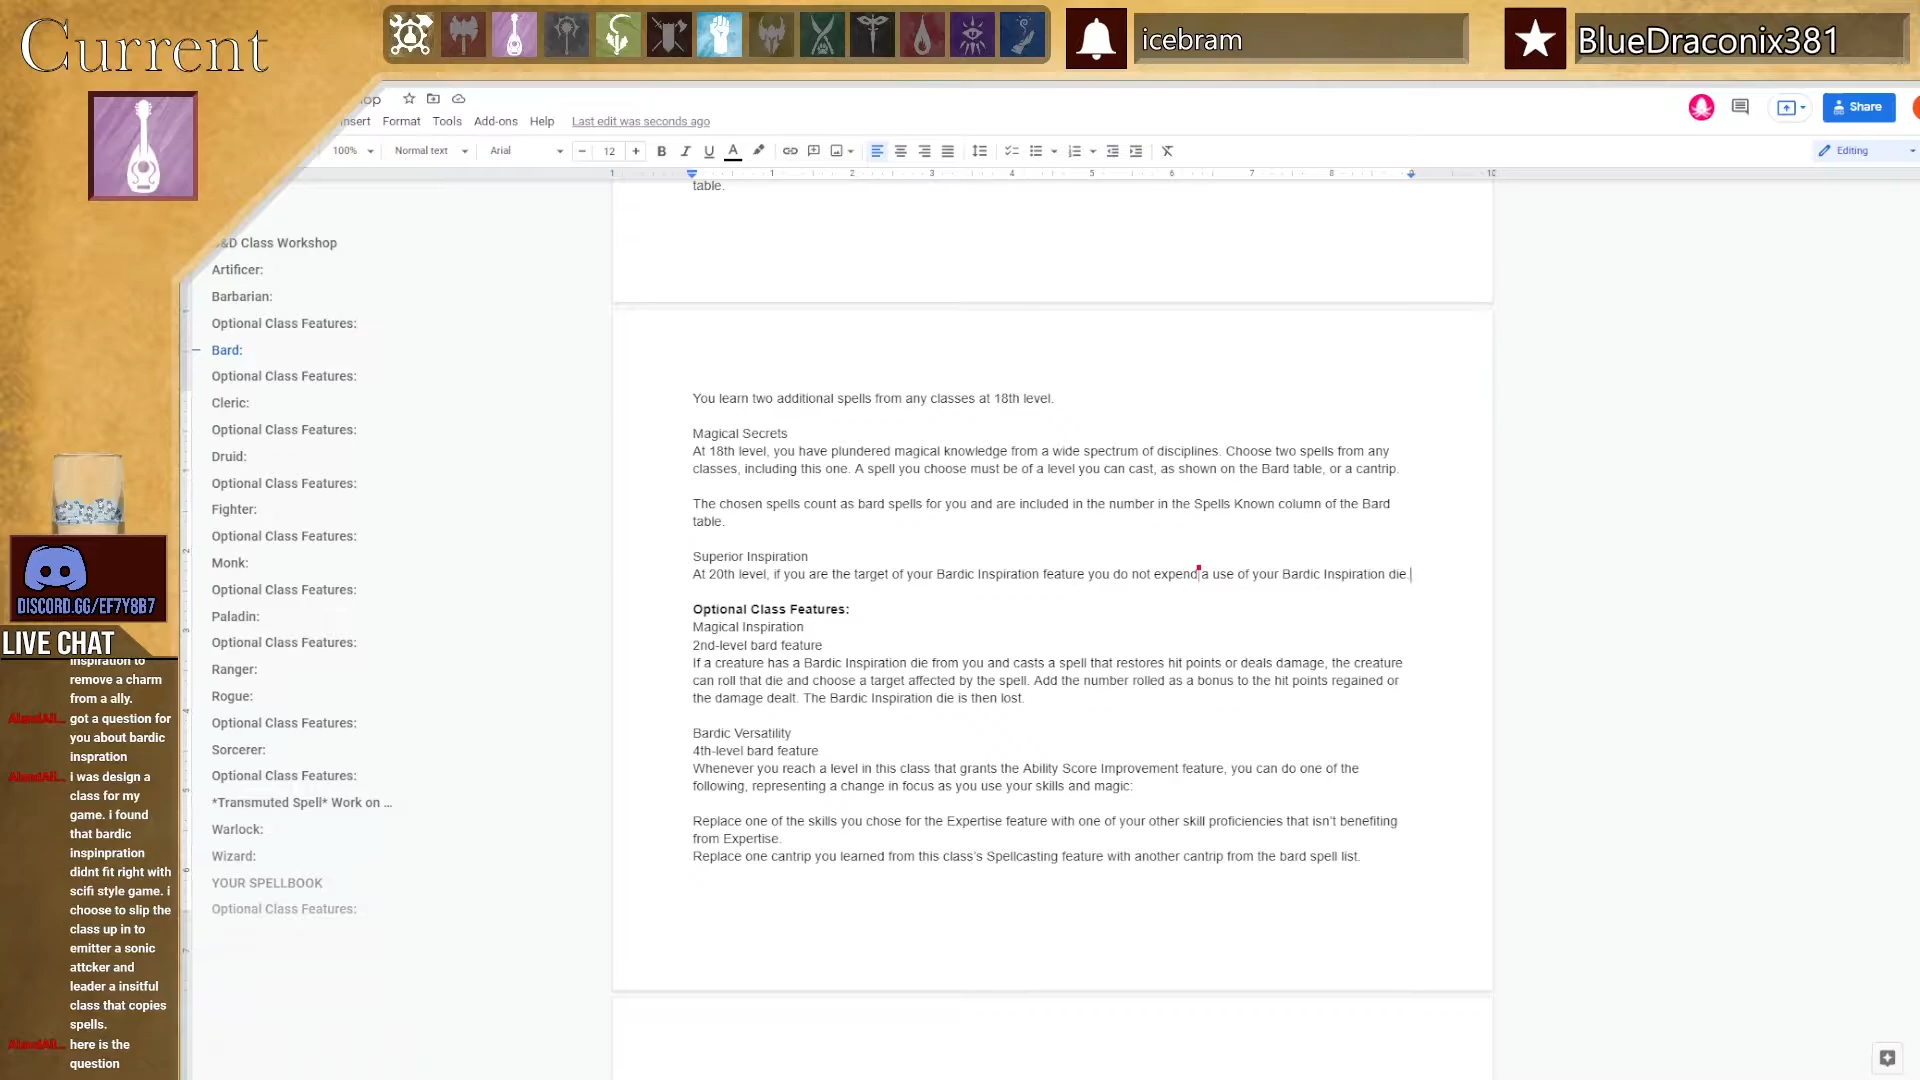 Current
icebram
BlueDraconix381
op
Share
nsert Format Tools Add-ons Help Last edit was seconds ago
100% Normal text Arial 12 B I U A Editing
1 1 2 3 4 5 6 7 8 9 10
table.
&D Class Workshop
Artificer:
Barbarian:
Optional Class Features:
Bard:
Optional Class Features:
Cleric:
Optional Class Features:
Druid:
Optional Class Features:
Fighter:
Optional Class Features:
Monk:
Optional Class Features:
Paladin:
Optional Class Features:
Ranger:
Rogue:
Optional Class Features:
Sorcerer:
Optional Class Features:
*Transmuted Spell* Work on ...
Warlock:
Wizard:
YOUR SPELLBOOK
Optional Class Features:
You learn two additional spells from any classes at 18th level.
Magical Secrets
At 18th level, you have plundered magical knowledge from a wide spectrum of disciplines. Choose two spells from any
classes, including this one. A spell you choose must be of a level you can cast, as shown on the Bard table, or a cantrip.
The chosen spells count as bard spells for you and are included in the number in the Spells Known column of the Bard
table.
Superior Inspiration
At 20th level, if you are the target of your Bardic Inspiration feature you do not expend a use of your Bardic Inspiration die.
Optional Class Features:
Magical Inspiration
2nd-level bard feature
If a creature has a Bardic Inspiration die from you and casts a spell that restores hit points or deals damage, the creature
can roll that die and choose a target affected by the spell. Add the number rolled as a bonus to the hit points regained or
the damage dealt. The Bardic Inspiration die is then lost.
Bardic Versatility
4th-level bard feature
Whenever you reach a level in this class that grants the Ability Score Improvement feature, you can do one of the
following, representing a change in focus as you use your skills and magic:
Replace one of the skills you chose for the Expertise feature with one of your other skill proficiencies that isn't benefiting
from Expertise.
Replace one cantrip you learned from this class's Spellcasting feature with another cantrip from the bard spell list.
DISCORD.GG/EF7Y8B7
LIVE CHAT
inspiration to
remove a charm
from a ally.
got a question for
you about bardic
inspration
i was design a
class for my
game. i found
that bardic
inspinpration
didnt fit right with
scifi style game. i
choose to slip the
class up in to
emitter a sonic
attcker and
leader a insitful
class that copies
spells.
here is the
question